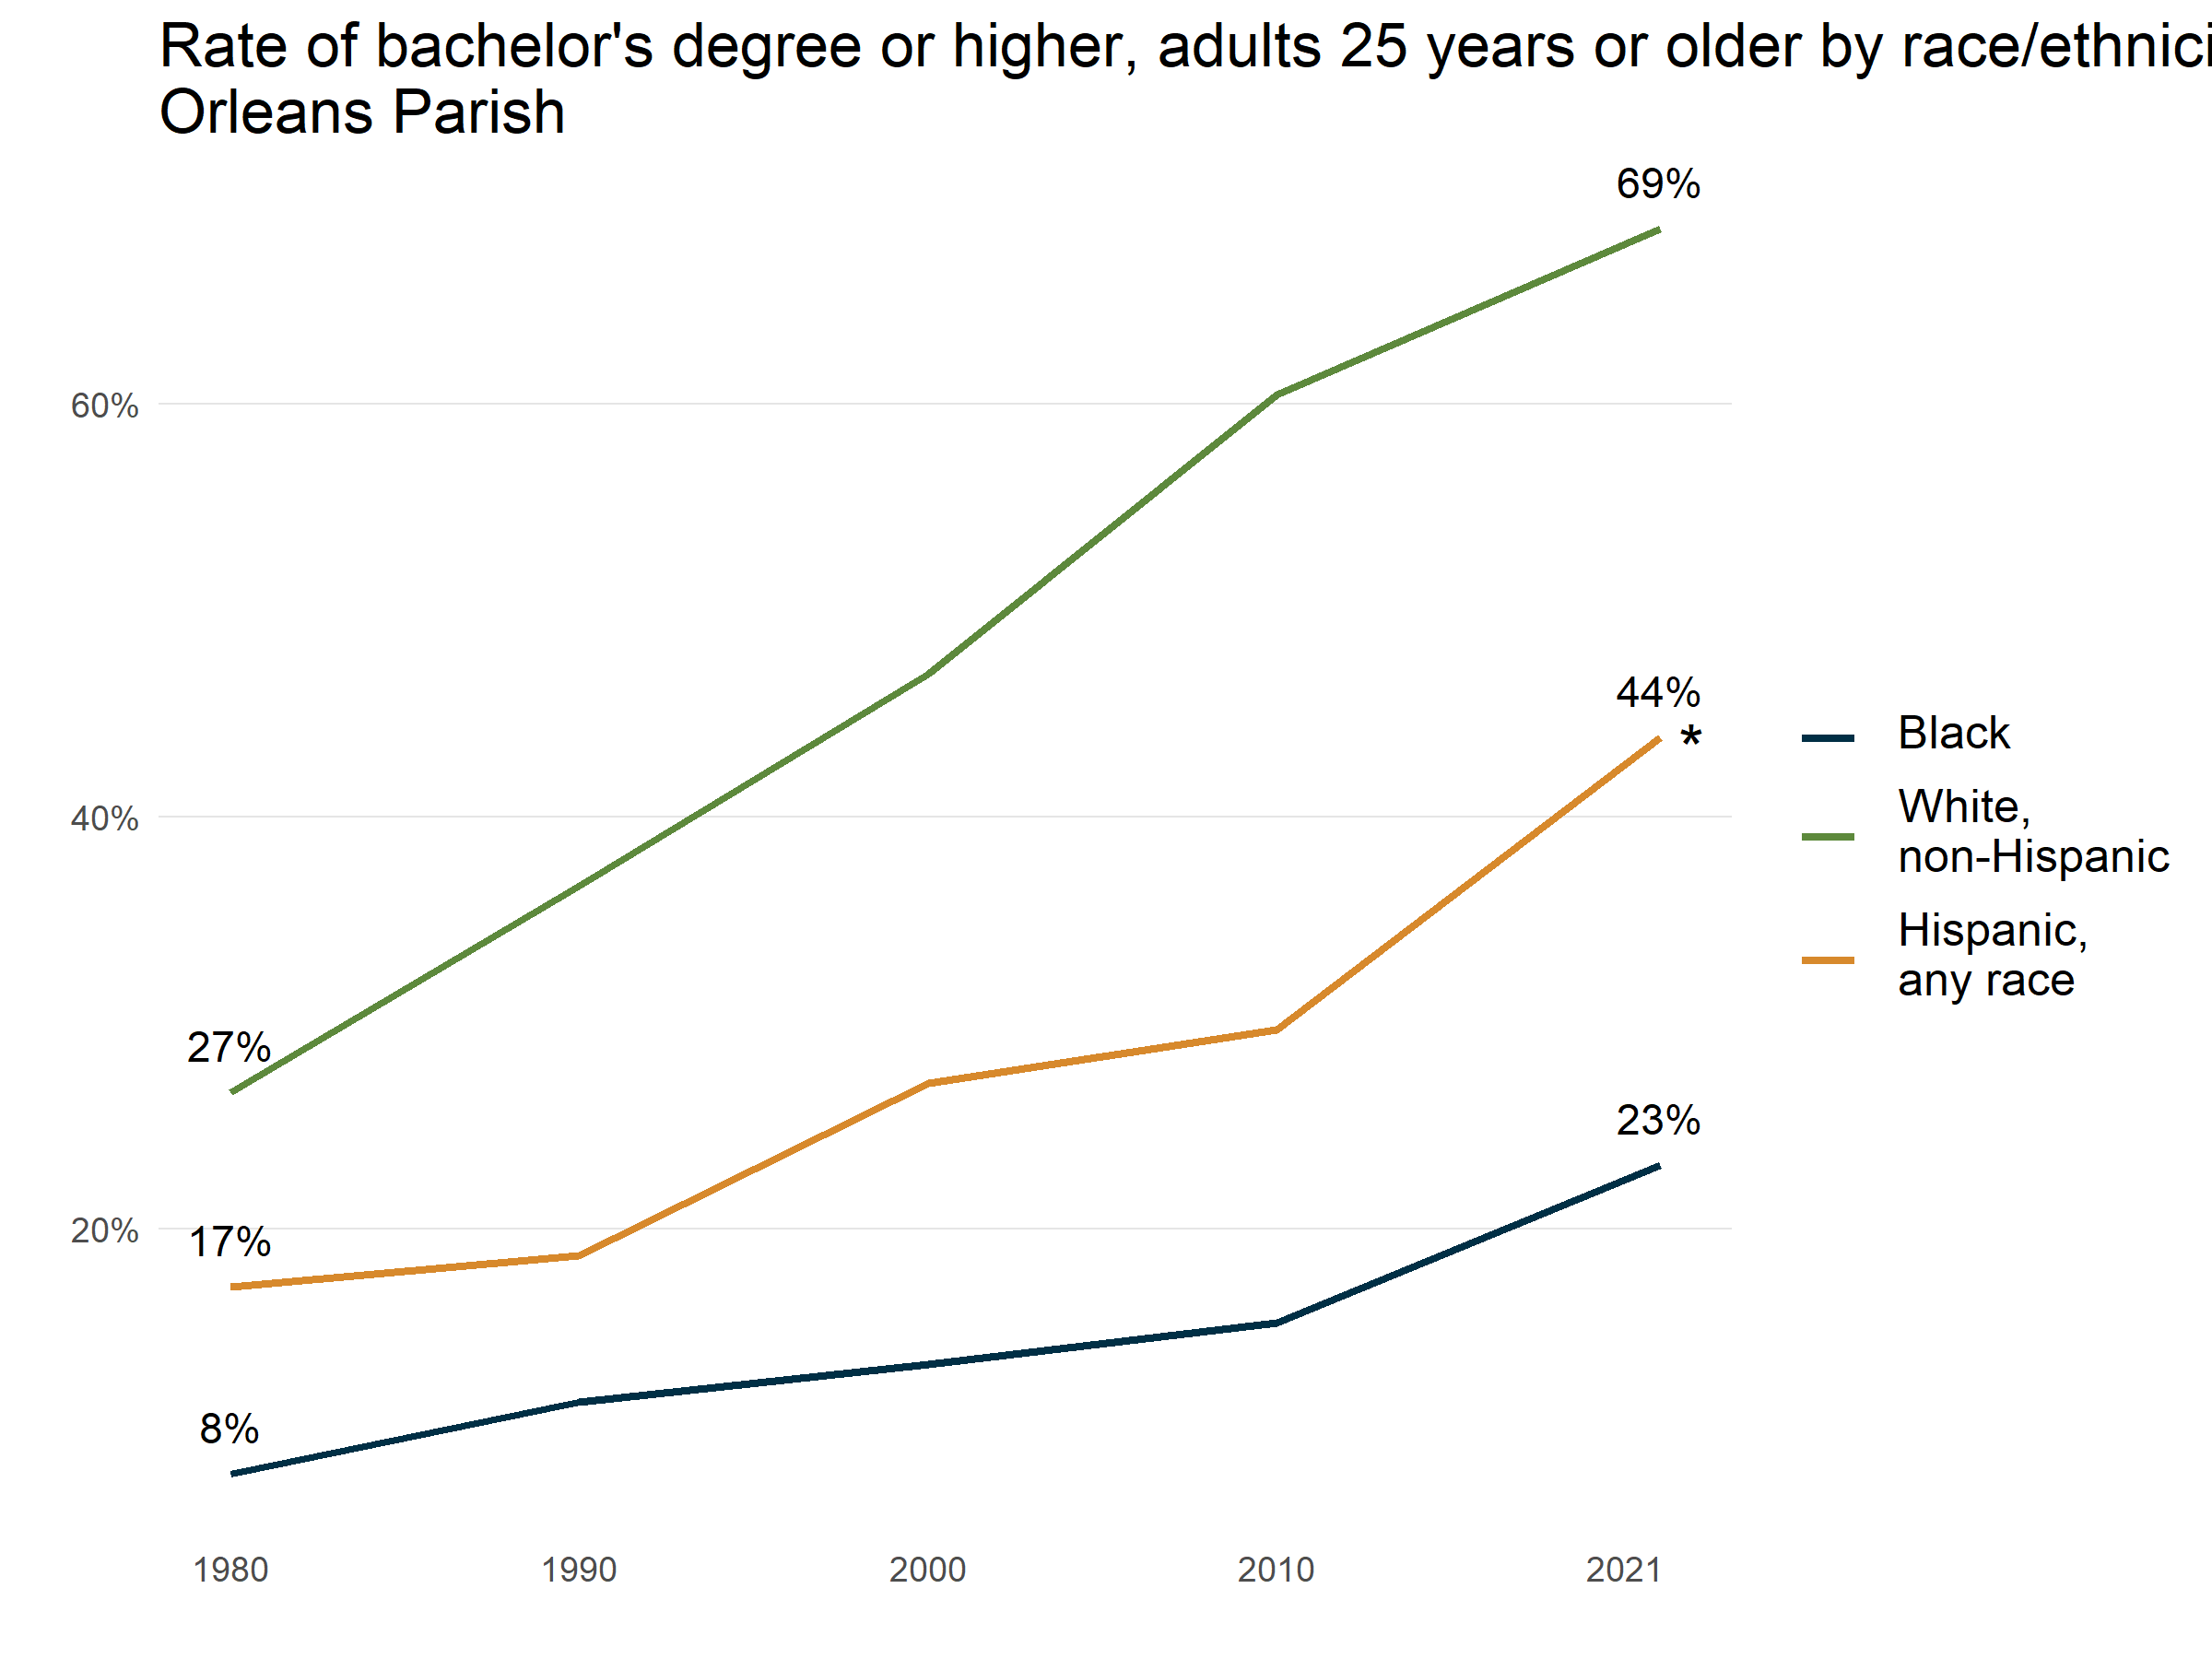 Rate of bachelor's degree or higher, adults 25 years or older by race/ethnici
Orleans Parish
69%
60%
44%
*
40%
27%
23%
20%
17%
8%
1980 1990 2000 2010 2021
Black
White,
non-Hispanic
Hispanic,
any race